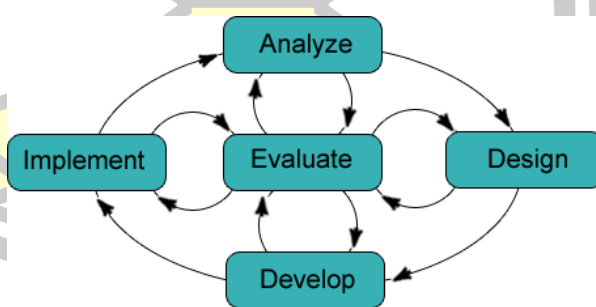 Analyze
Implement
Evaluate
Design
Develop